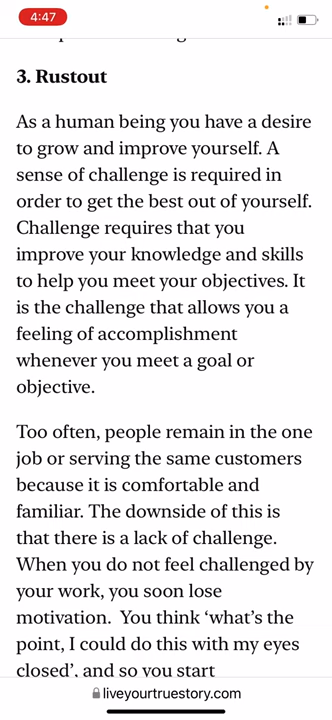 4:47
3. Rustout
As a human being you have a desire
to grow and improve yourself. A
sense of challenge is required in
order to get the best out of yourself.
Challenge requires that you
improve your knowledge and skills
to help you meet your objectives. It
is the challenge that allows you a
feeling of accomplishment
whenever you meet a goal or
objective.
Too often, people remain in the one
job or serving the same customers
because it is comfortable and
familiar. The downside of this is
that there is a lack of challenge.
When you do not feel challenged by
your work, you soon lose
motivation.  You think ‘what’s the
point, I could do this with my eyes
closed’, and so you start
liveyourtruestory.com